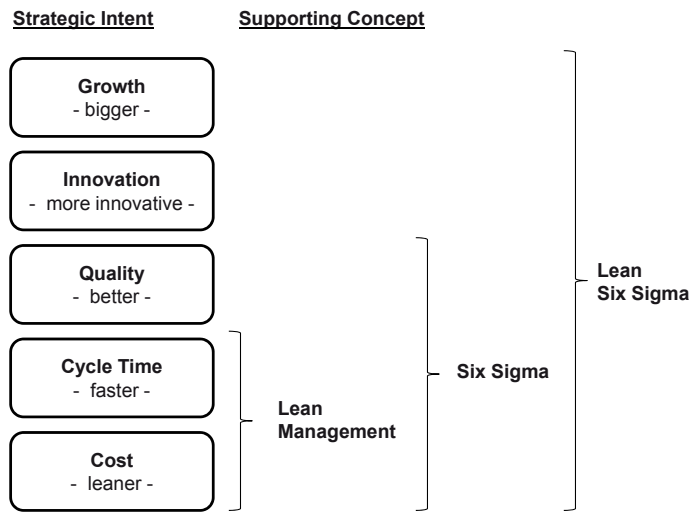 Strategic Intent
Supporting Concept
Growth
- bigger -
Innovation
- more innovative -
Quality
- better -
Cycle Time
- faster -
Cost
- leaner -
Lean
Management
Six Sigma
Lean
Six Sigma